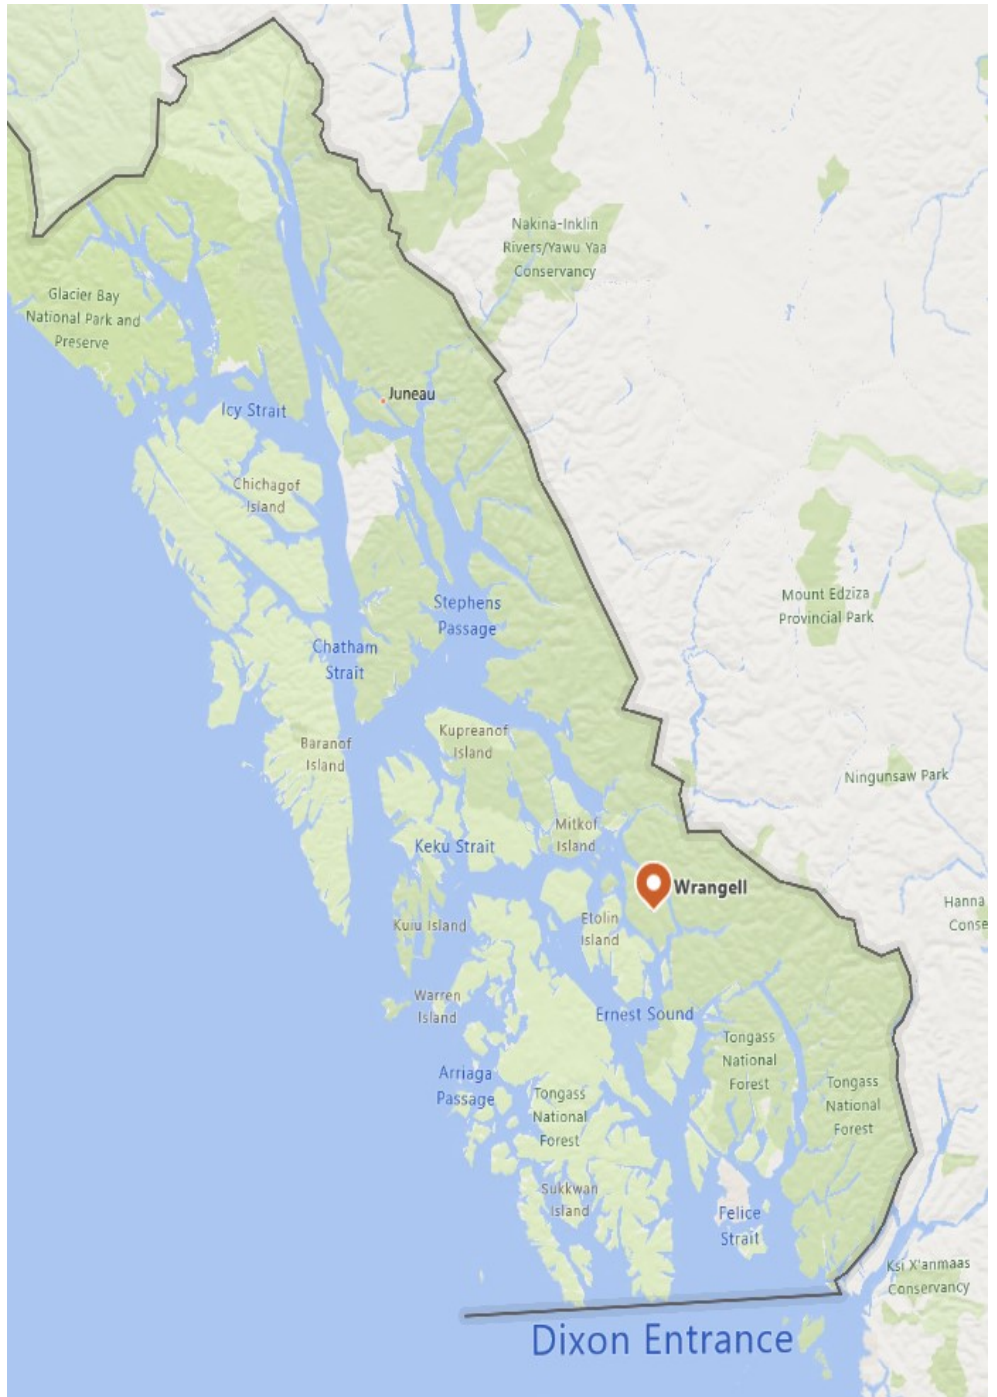 Nakina-Inklin
Rivers/Yawu Yaa
Conservancy
Glacier Bay
National Park and
Preserve
Juneau
Icy Strait
Chichagof
Island
Mount Edziza
Provincial Park
Stephens
Passage
Chatham
Strait
Kupreanof
Island
Baranof
Island
Ningunsaw Park
Mitkof
Island
Keku Strait
Wrangell
Hanna
Conse
Etolin
Island
Kuiu Island
Warren
Island
Ernest Sound
Tongass
National
Forest
Arriaga
Passage
Tongass
National
Forest
Tongass
National
Forest
Sukkwan
Island
Felice
Strait
Ksi X'anmaas
Conservancy
Dixon Entrance